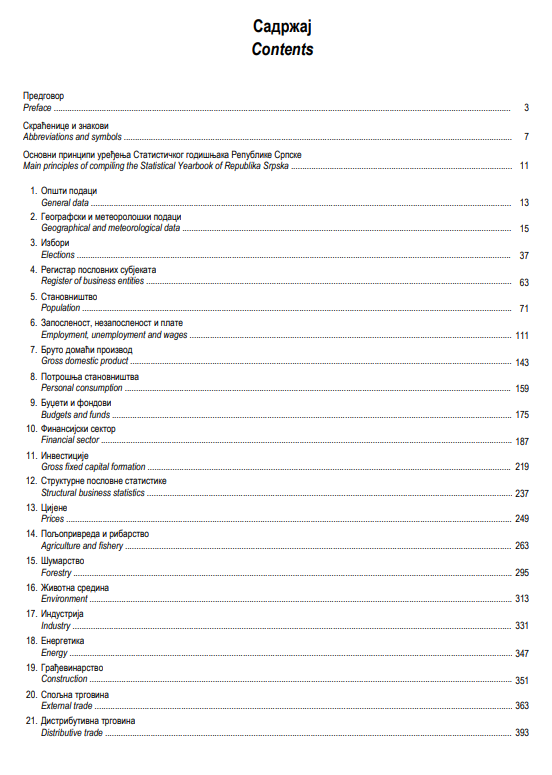 Садржај
Contents
Предговор
Preface ........ 3
Скраћенице и знакови
Abbreviations and symbols ........ 7
Основни принципи уређења Статистичког годишњака Републике Српске
Main principles of compiling the Statistical Yearbook of Republika Srpska ........ 11
1. Општи подаци
General data ........ 13
2. Географски и метеоролошки подаци
Geographical and meteorological data ........ 15
3. Избори
Elections ........ 37
4. Регистар пословних субјеката
Register of business entities ........ 63
5. Становништво
Population ........ 71
6. Запосленост, незапосленост и плате
Employment, unemployment and wages ........ 111
7. Бруто домаћи производ
Gross domestic product ........ 143
8. Потрошња становништва
Personal consumption ........ 159
9. Буџети и фондови
Budgets and funds ........ 175
10. Финансијски сектор
Financial sector ........ 187
11. Инвестиције
Gross fixed capital formation ........ 219
12. Структурне пословне статистике
Structural business statistics ........ 237
13. Цијене
Prices ........ 249
14. Пољопривреда и рибарство
Agriculture and fishery ........ 263
15. Шумарство
Forestry ........ 295
16. Животна средина
Environment ........ 313
17. Индустрија
Industry ........ 331
18. Енергетика
Energy ........ 347
19. Грађевинарство
Construction ........ 351
20. Спољна трговина
External trade ........ 363
21. Дистрибутивна трговина
Distributive trade ........ 393